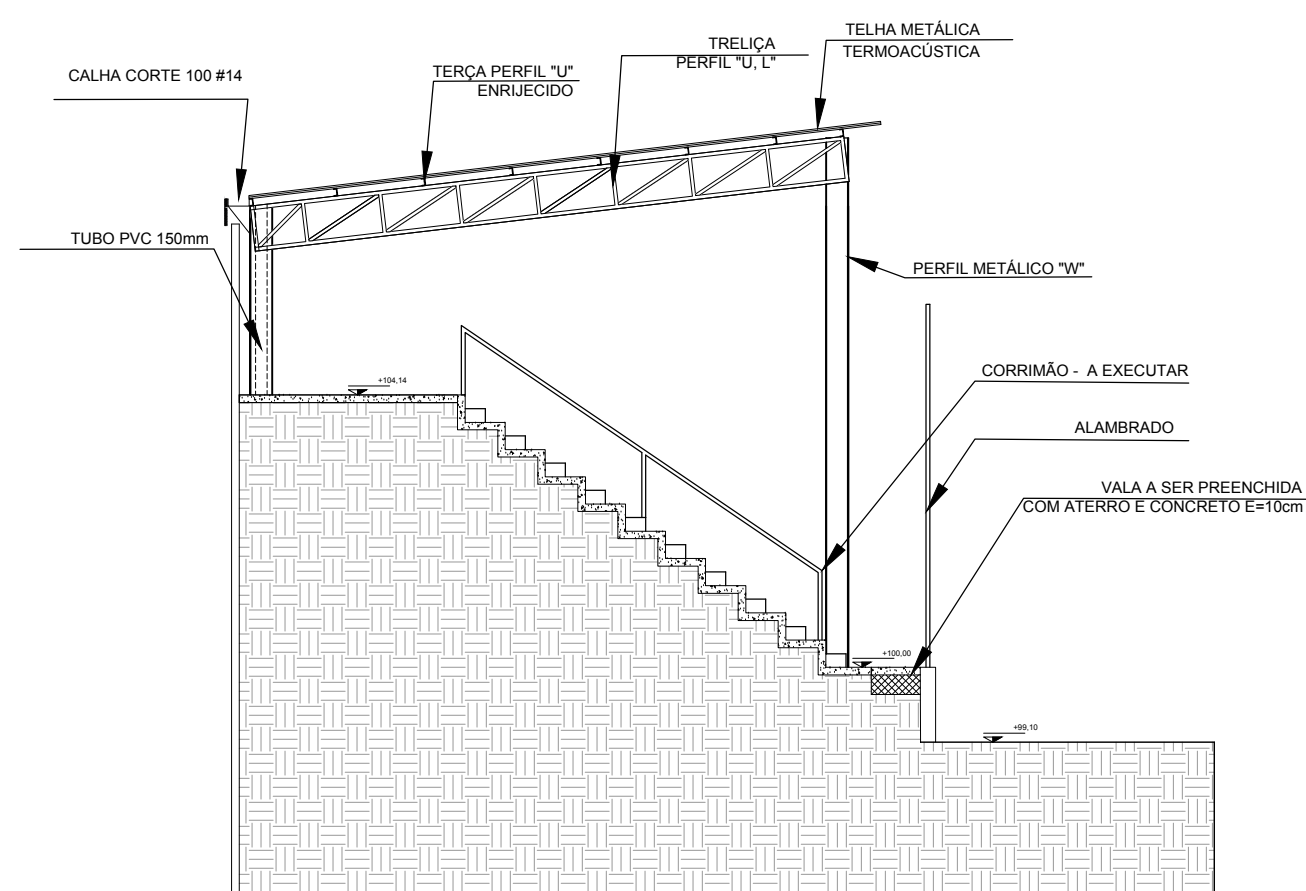 TELHA METÁLICA
TERMOACÚSTICA
TRELIÇA
PERFIL "U, L"
TERÇA PERFIL "U"
ENRIJECIDO
CALHA CORTE 100 #14
TUBO PVC 150mm
PERFIL METÁLICO "W"
CORRIMÃO - A EXECUTAR
+104,14
ALAMBRADO
VALA A SER PREENCHIDA
COM ATERRO E CONCRETO E=10cm
+100,00
+99,10